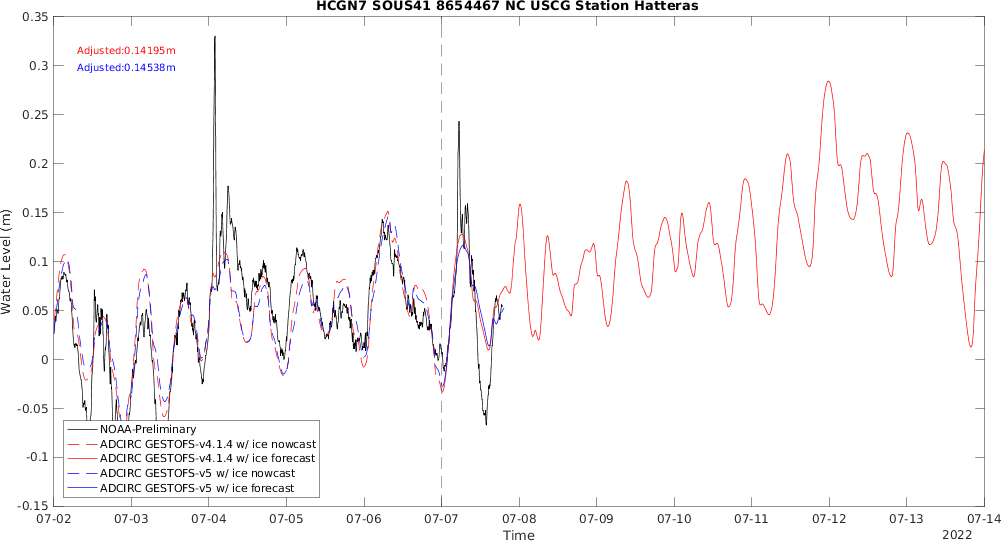 HCGN7 SOUS41 8654467 NC USCG Station Hatteras
Adjusted:0.14195m
Adjusted:0.14538m
0.35
0.3
0.25
0.2
0.15
0.1
0.05
0
-0.05
-0.1
-0.15
Water Level (m)
NOAA-Preliminary
ADCIRC GESTOFS-v4.1.4 w/ ice nowcast
ADCIRC GESTOFS-v4.1.4 w/ ice forecast
ADCIRC GESTOFS-v5 w/ ice nowcast
ADCIRC GESTOFS-v5 w/ ice forecast
07-02 07-03 07-04 07-05 07-06 07-07 07-08 07-09 07-10 07-11 07-12 07-13 07-14
Time
2022